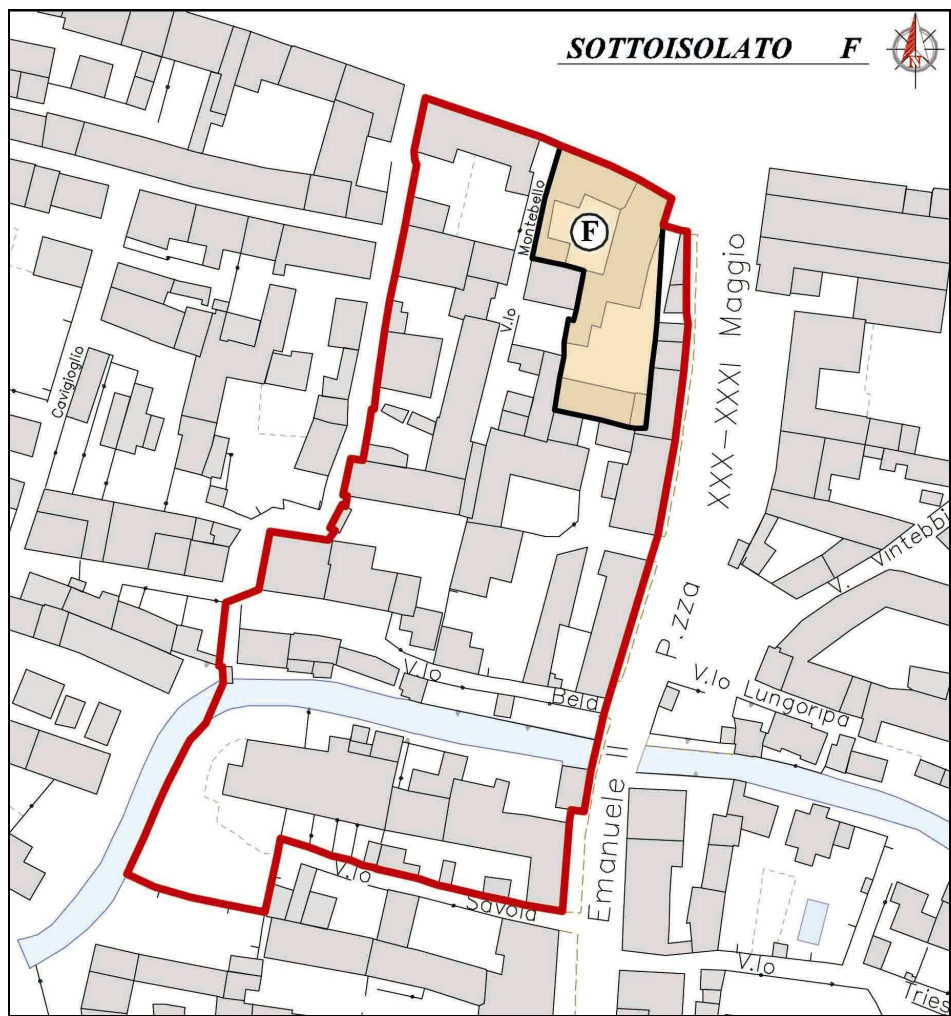 SOTTOISOLATO F
N
Montebello
V.lo
F
XXX-XXXI Maggio
P.zza
Cavigioglio
V. Vintebbi
V.lo Lungoripa
V.lo
Bela
Emanuele II
V.lo
Savoia
V.lo
Tries